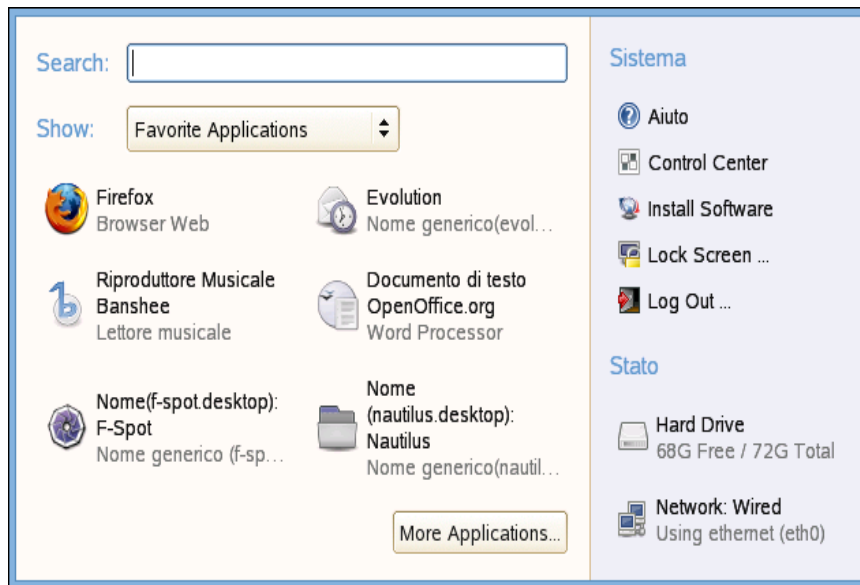 Search:
Show:
Favorite Applications
Firefox
Browser Web
Evolution
Nome generico(evol...
Riproduttore Musicale
Banshee
Lettore musicale
Documento di testo
OpenOffice.org
Word Processor
Nome(f-spot.desktop):
F-Spot
Nome generico (f-sp...
Nome
(nautilus.desktop):
Nautilus
Nome generico(nautil...
More Applications...
Sistema
Aiuto
Control Center
Install Software
Lock Screen ...
Log Out ...
Stato
Hard Drive
68G Free / 72G Total
Network: Wired
Using ethernet (eth0)